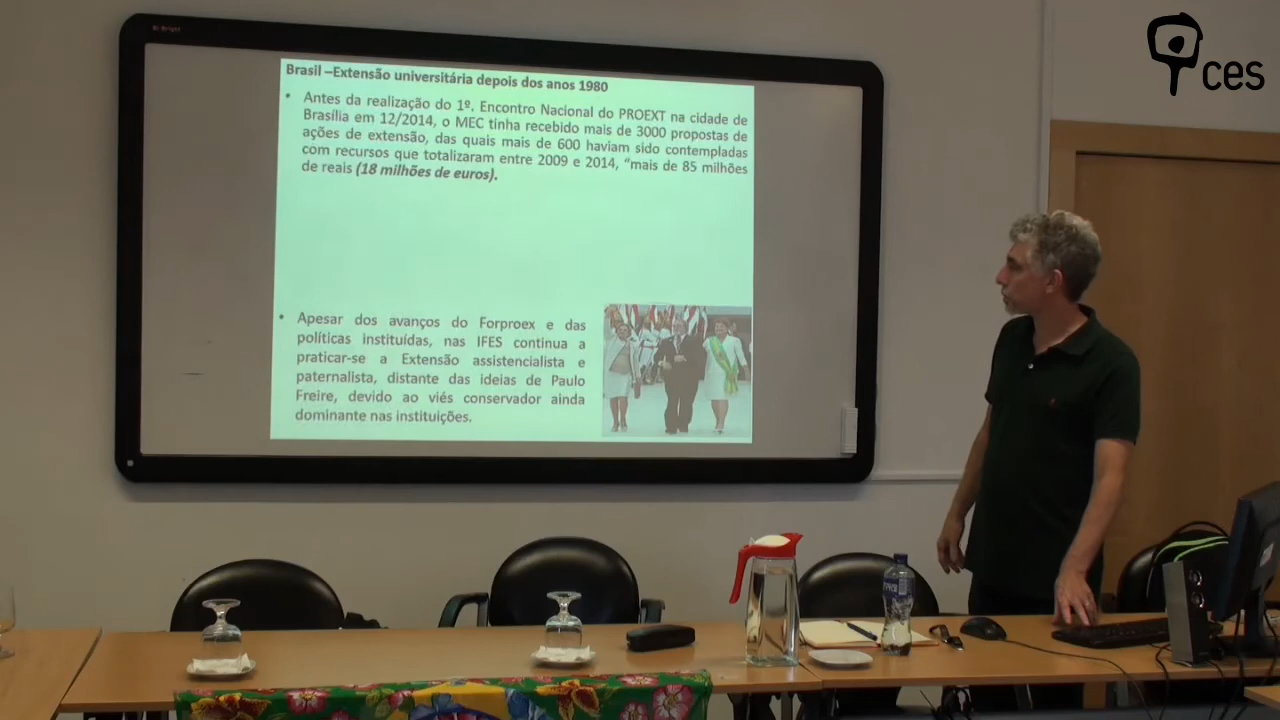 ces
Brasil –Extensão universitária depois dos anos 1980
• Antes da realização do 1º. Encontro Nacional do PROEXT na cidade de
Brasília em 12/2014, o MEC tinha recebido mais de 3000 propostas de
ações de extensão, das quais mais de 600 haviam sido contempladas
com recursos que totalizaram entre 2009 e 2014, “mais de 85 milhões
de reais (18 milhões de euros).
• Apesar dos avanços do Forproex e das
políticas instituídas, nas IFES continua a
praticar-se a Extensão assistencialista e
paternalista, distante das ideias de Paulo
Freire, devido ao viés conservador ainda
dominante nas instituições.